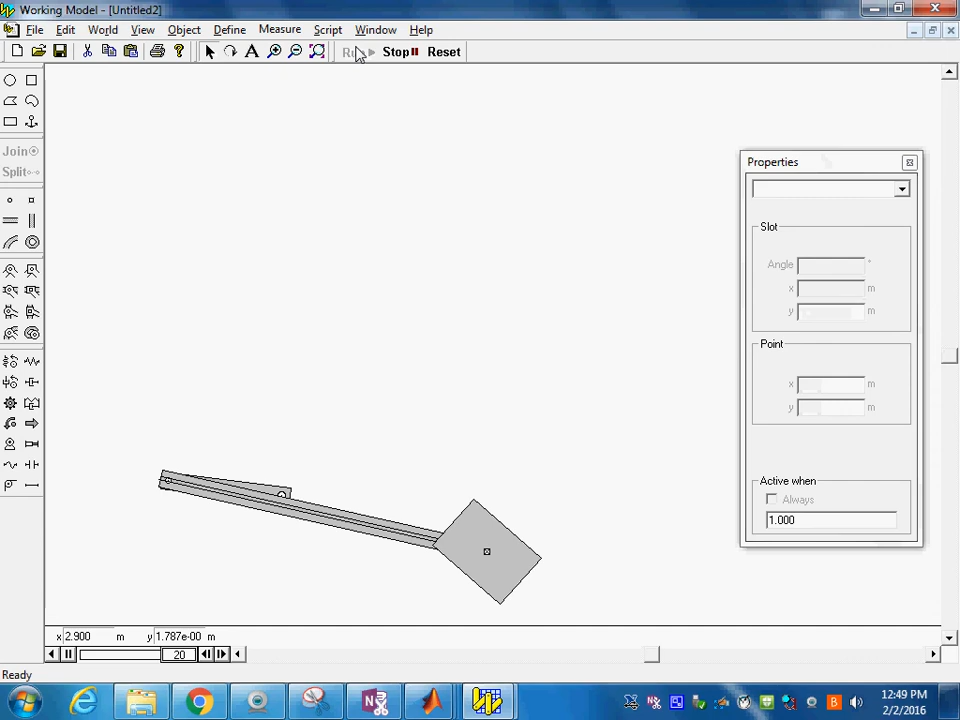 Working Model - [Untitled2]
File Edit World View Object Define Measure Script Window Help
Run Stop Reset
Join
Split
Properties
Slot
Angle °
x m
y m
Point
x m
y m
Active when
Always
1.000
x 2.900 m y 1.787e-00 m
20
Ready
12:49 PM
2/2/2016